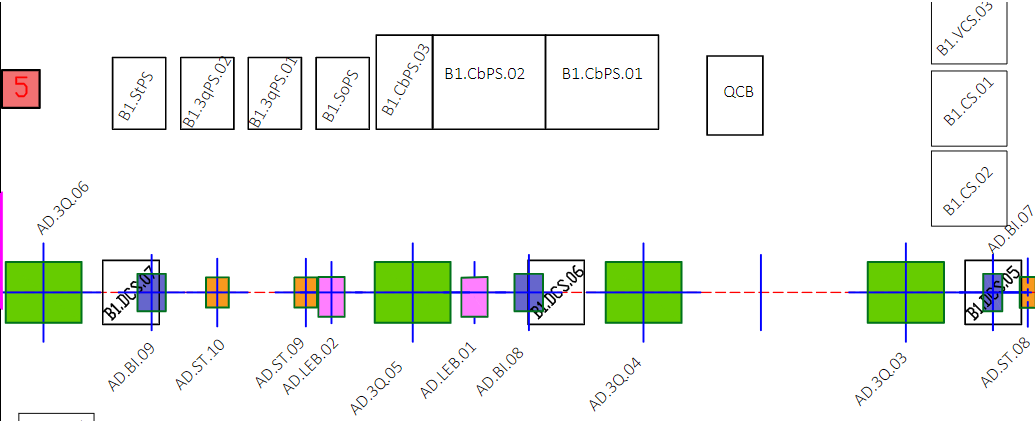 B1.VCS.03
5
B1.StPS
B1.3qPS.02
B1.3qPS.01
B1.SoPS
B1.CbPS.03
B1.CbPS.02
B1.CbPS.01
QCB
B1.CS.01
B1.CS.02
AD.3Q.06
AD.BI.07
B1.DCS.07
B1.DCS.06
B1.DCS.05
AD.BI.09
AD.ST.10
AD.ST.09
AD.LEB.02
AD.3Q.05
AD.LEB.01
AD.BI.08
AD.3Q.04
AD.3Q.03
AD.ST.08